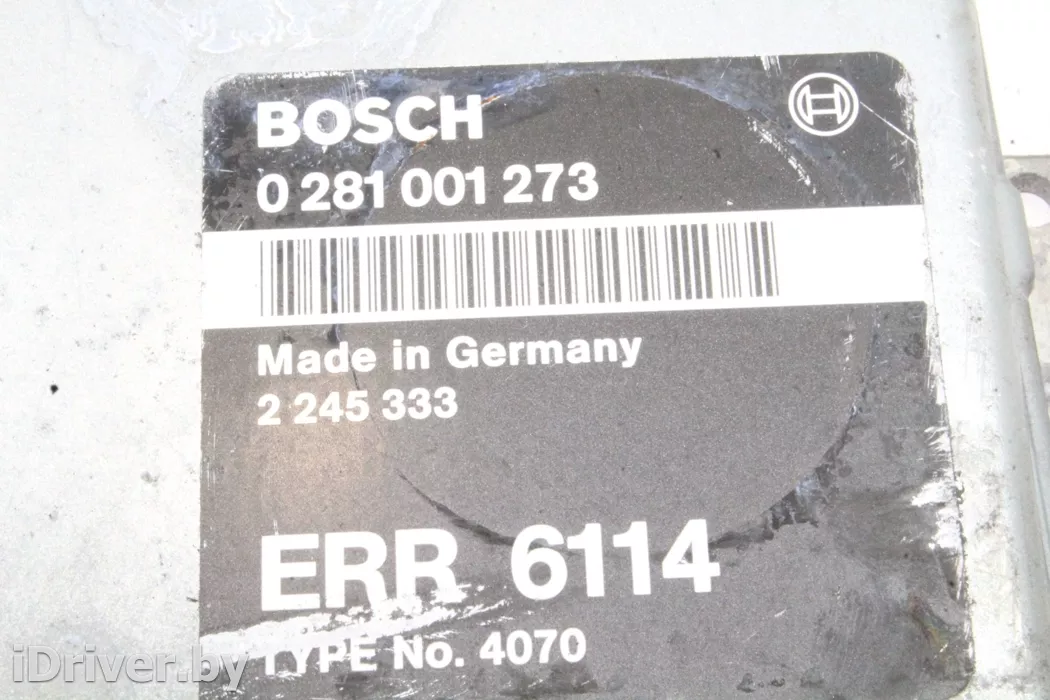 BOSCH
0 281 001 273
Made in Germany
2 245 333
ERR 6114
TYPE No. 4070
iDriver.by